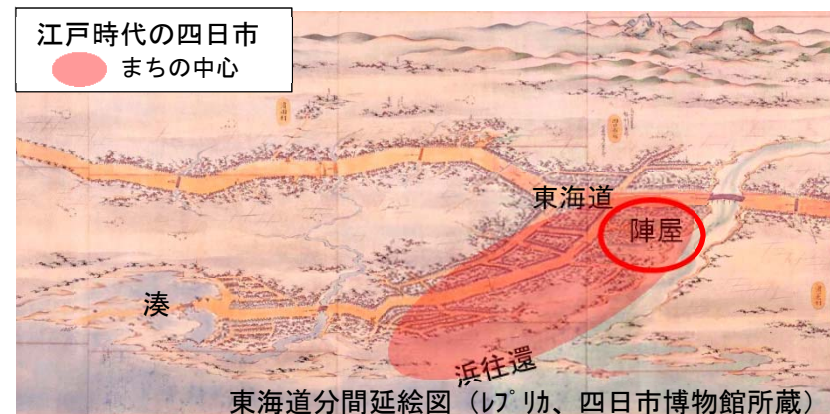 江戸時代の四日市
まちの中心
東海道
陣屋
湊
浜往還
東海道分間延絵図（ﾚﾌﾟﾘｶ、四日市博物館所蔵）